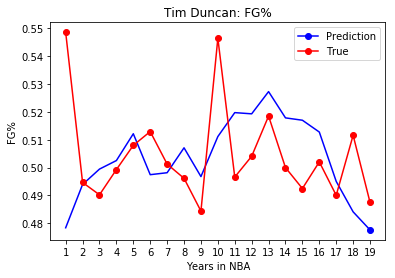 Tim Duncan: FG%
Prediction
True
FG%
0.55
0.54
0.53
0.52
0.51
0.50
0.49
0.48
1 2 3 4 5 6 7 8 9 10 11 12 13 14 15 16 17 18 19
Years in NBA